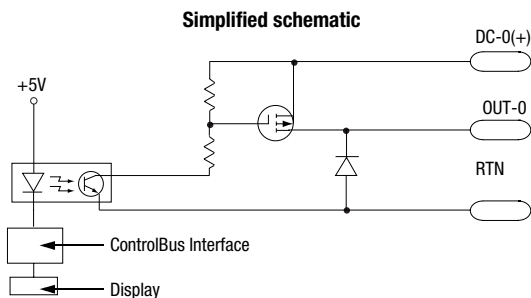 Simplified schematic
DC-0(+)
+5V
OUT-0
RTN
ControlBus Interface
Display